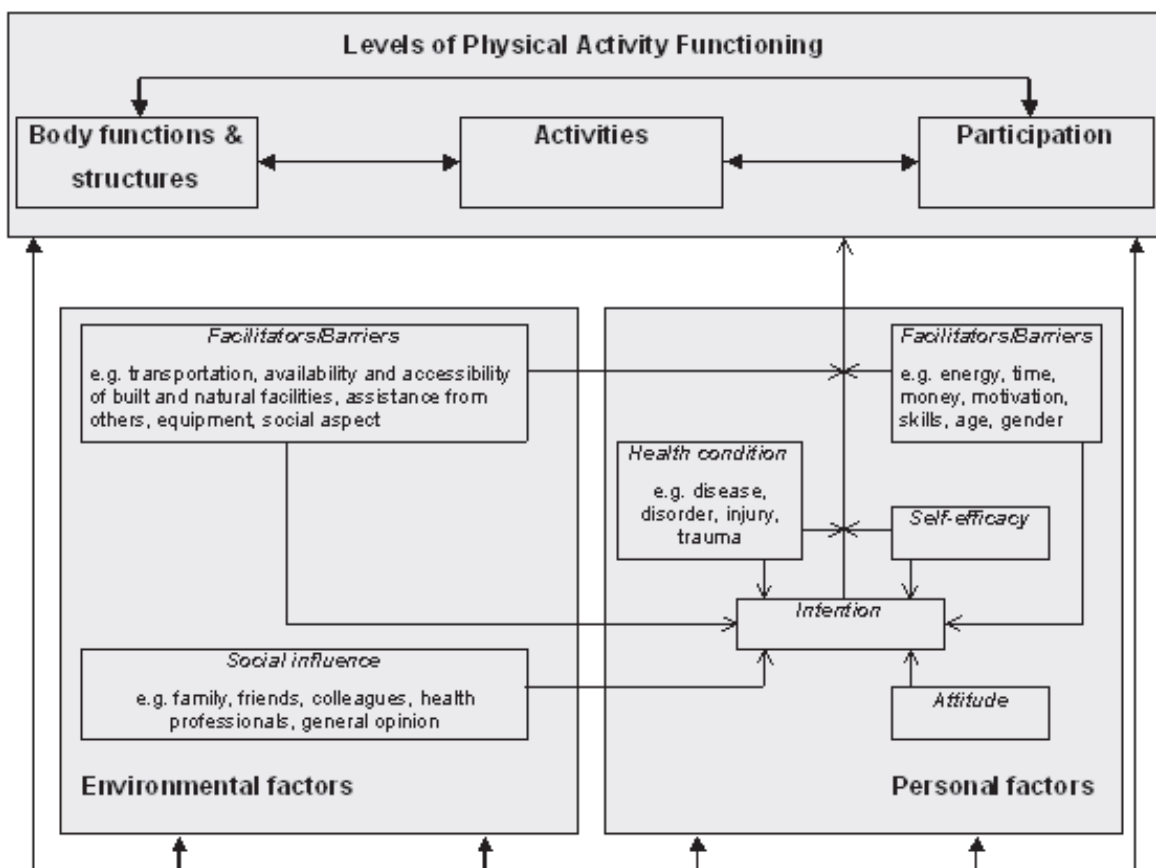 Levels of Physical Activity Functioning
Body functions &
structures
Activities
Participation
Facilitators/Barriers
e.g. transportation, availability and accessibility
of built and natural facilities, assistance from
others, equipment, social aspect
Facilitators/Barriers
e.g. energy, time,
money, motivation,
skills, age, gender
Health condition
e.g. disease,
disorder, injury,
trauma
Self-efficacy
Intention
Social influence
e.g. family, friends, colleagues, health
professionals, general opinion
Attitude
Environmental factors
Personal factors